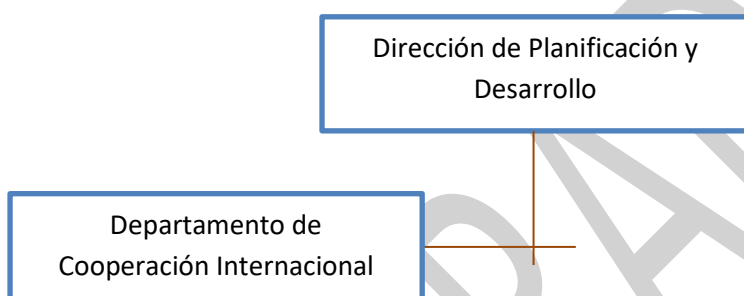 Dirección de Planificación y
Desarrollo
Departamento de
Cooperación Internacional